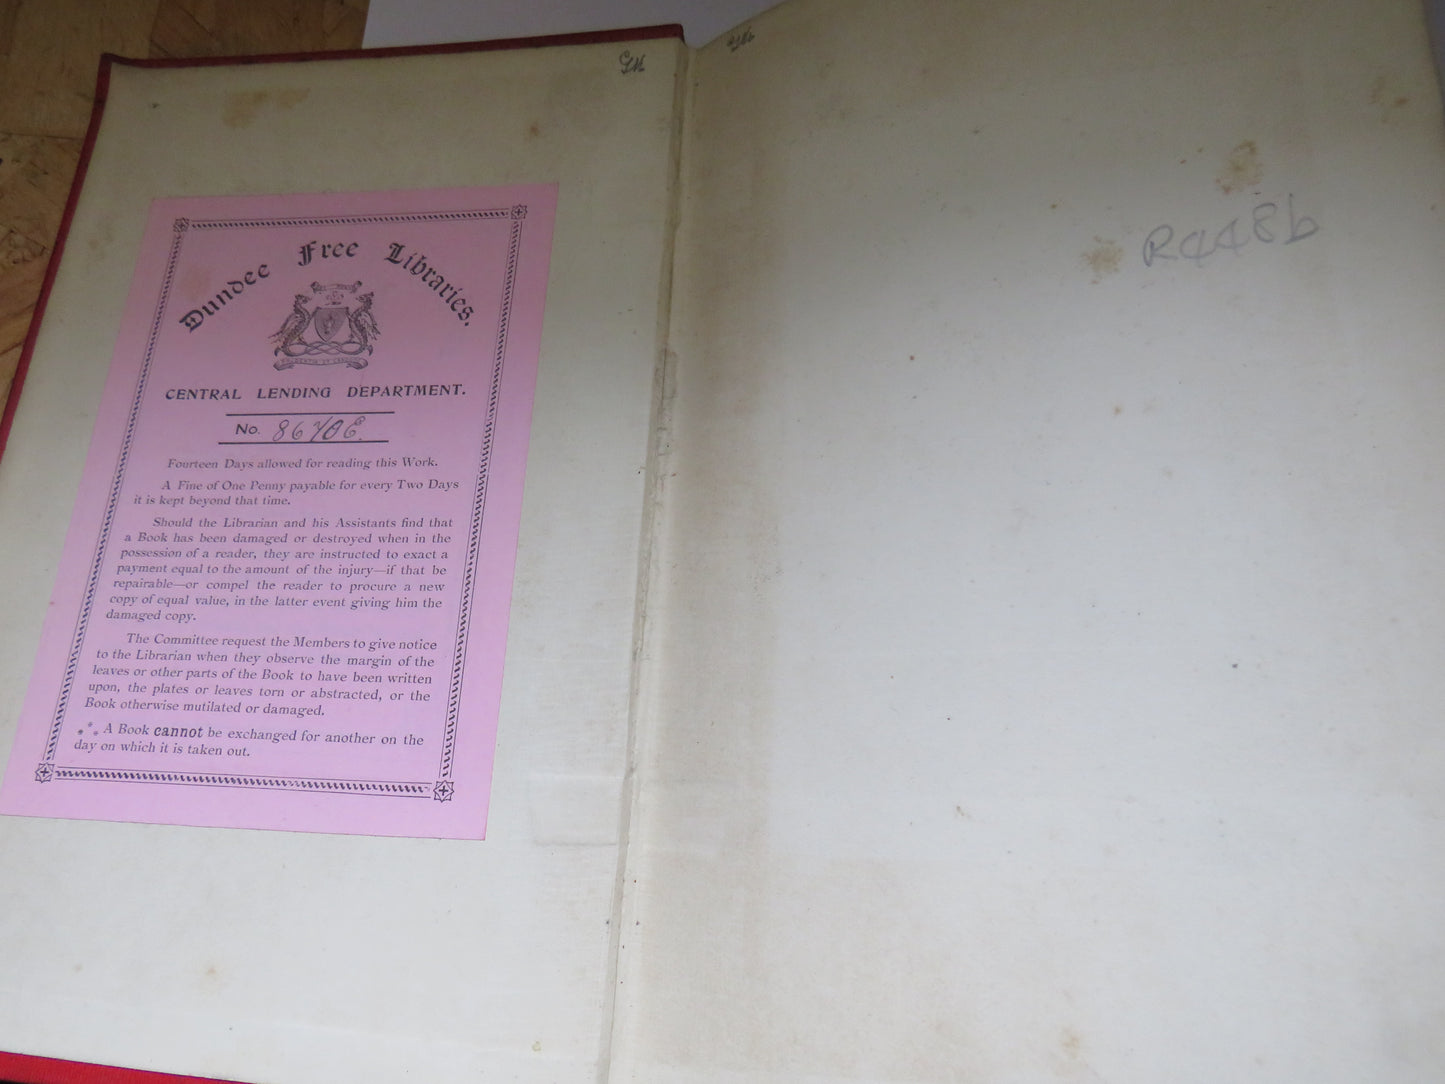 Dundee Free Libraries.
CENTRAL LENDING DEPARTMENT.
No.
Fourteen Days allowed for reading this Work.
A Fine of One Penny payable for every Two Days
it is kept beyond that time.
Should the Librarian and his Assistants find that
a Book has been damaged or destroyed when in the
possession of a reader, they are instructed to exact a
payment equal to the amount of the injury—if that be
repairable—or compel the reader to procure a new
copy of equal value, in the latter event giving him the
damaged copy.
The Committee request the Members to give notice
to the Librarian when they observe the margin of the
leaves or other parts of the Book to have been written
upon, the plates or leaves torn or abstracted, or the
Book otherwise mutilated or damaged.
*** A Book cannot be exchanged for another on the
day on which it is taken out.
R4486